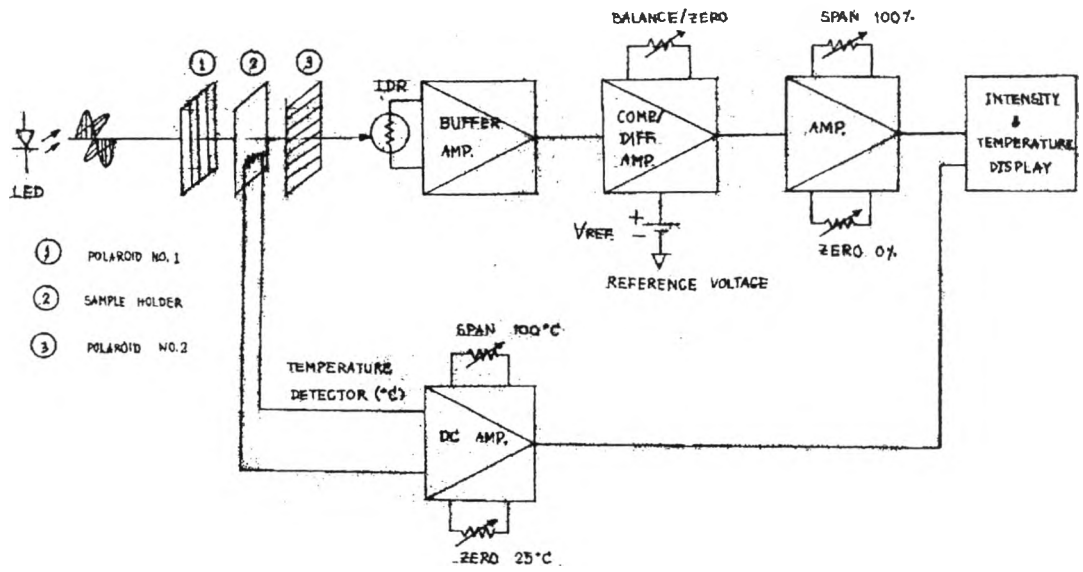 BALANCE/ZERO
SPAN 100%
① ② ③
LDR
LED
BUFFER
AMP.
COMP/
DIFF.
AMP.
AMP.
INTENSITY
&
TEMPERATURE
DISPLAY
VREF.
+
-
ZERO 0%
REFERENCE VOLTAGE
① POLAROID NO.1
② SAMPLE HOLDER
③ POLAROID NO.2
SPAN 100°C
TEMPERATURE
DETECTOR (°C)
DC AMP.
ZERO 25°C